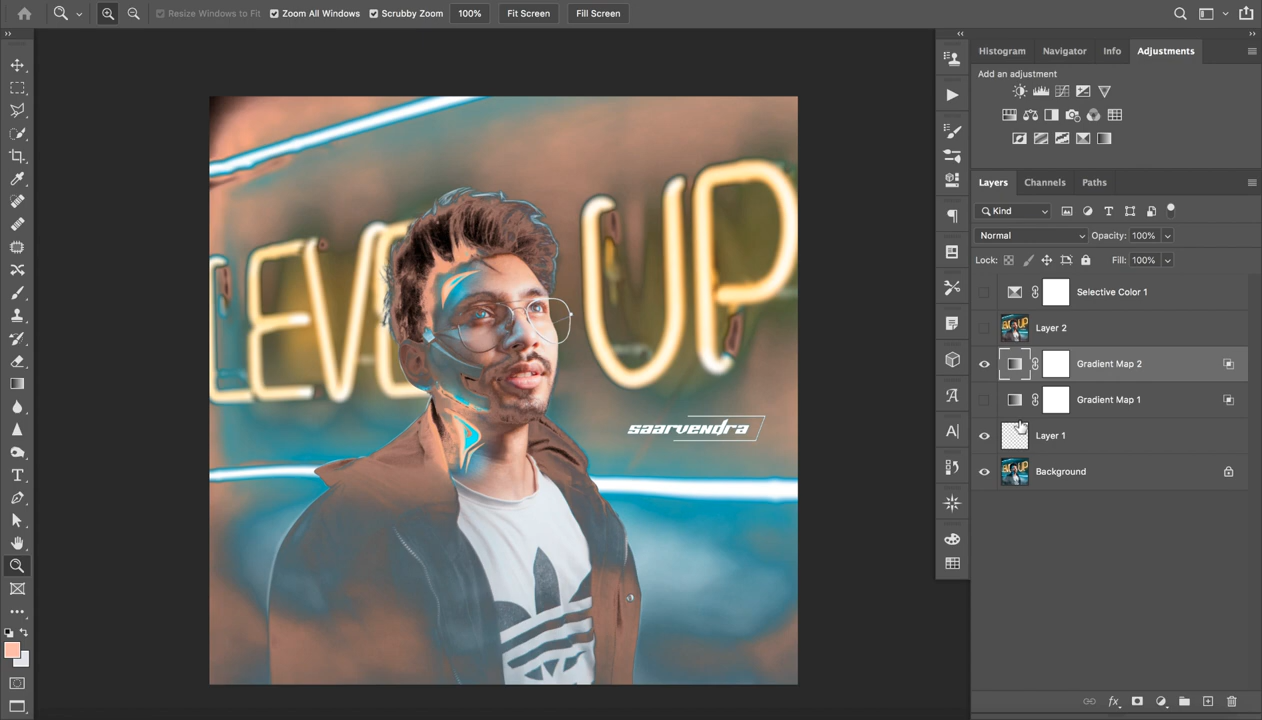 Resize Windows to Fit
Zoom All Windows
Scrubby Zoom
100%
Fit Screen
Fill Screen
Histogram
Navigator
Info
Adjustments
Add an adjustment
Layers
Channels
Paths
Kind
Normal
Opacity: 100%
Lock:
Fill: 100%
Selective Color 1
Layer 2
Gradient Map 2
Gradient Map 1
Layer 1
Background
fx
LEVEL UP
saarvendra